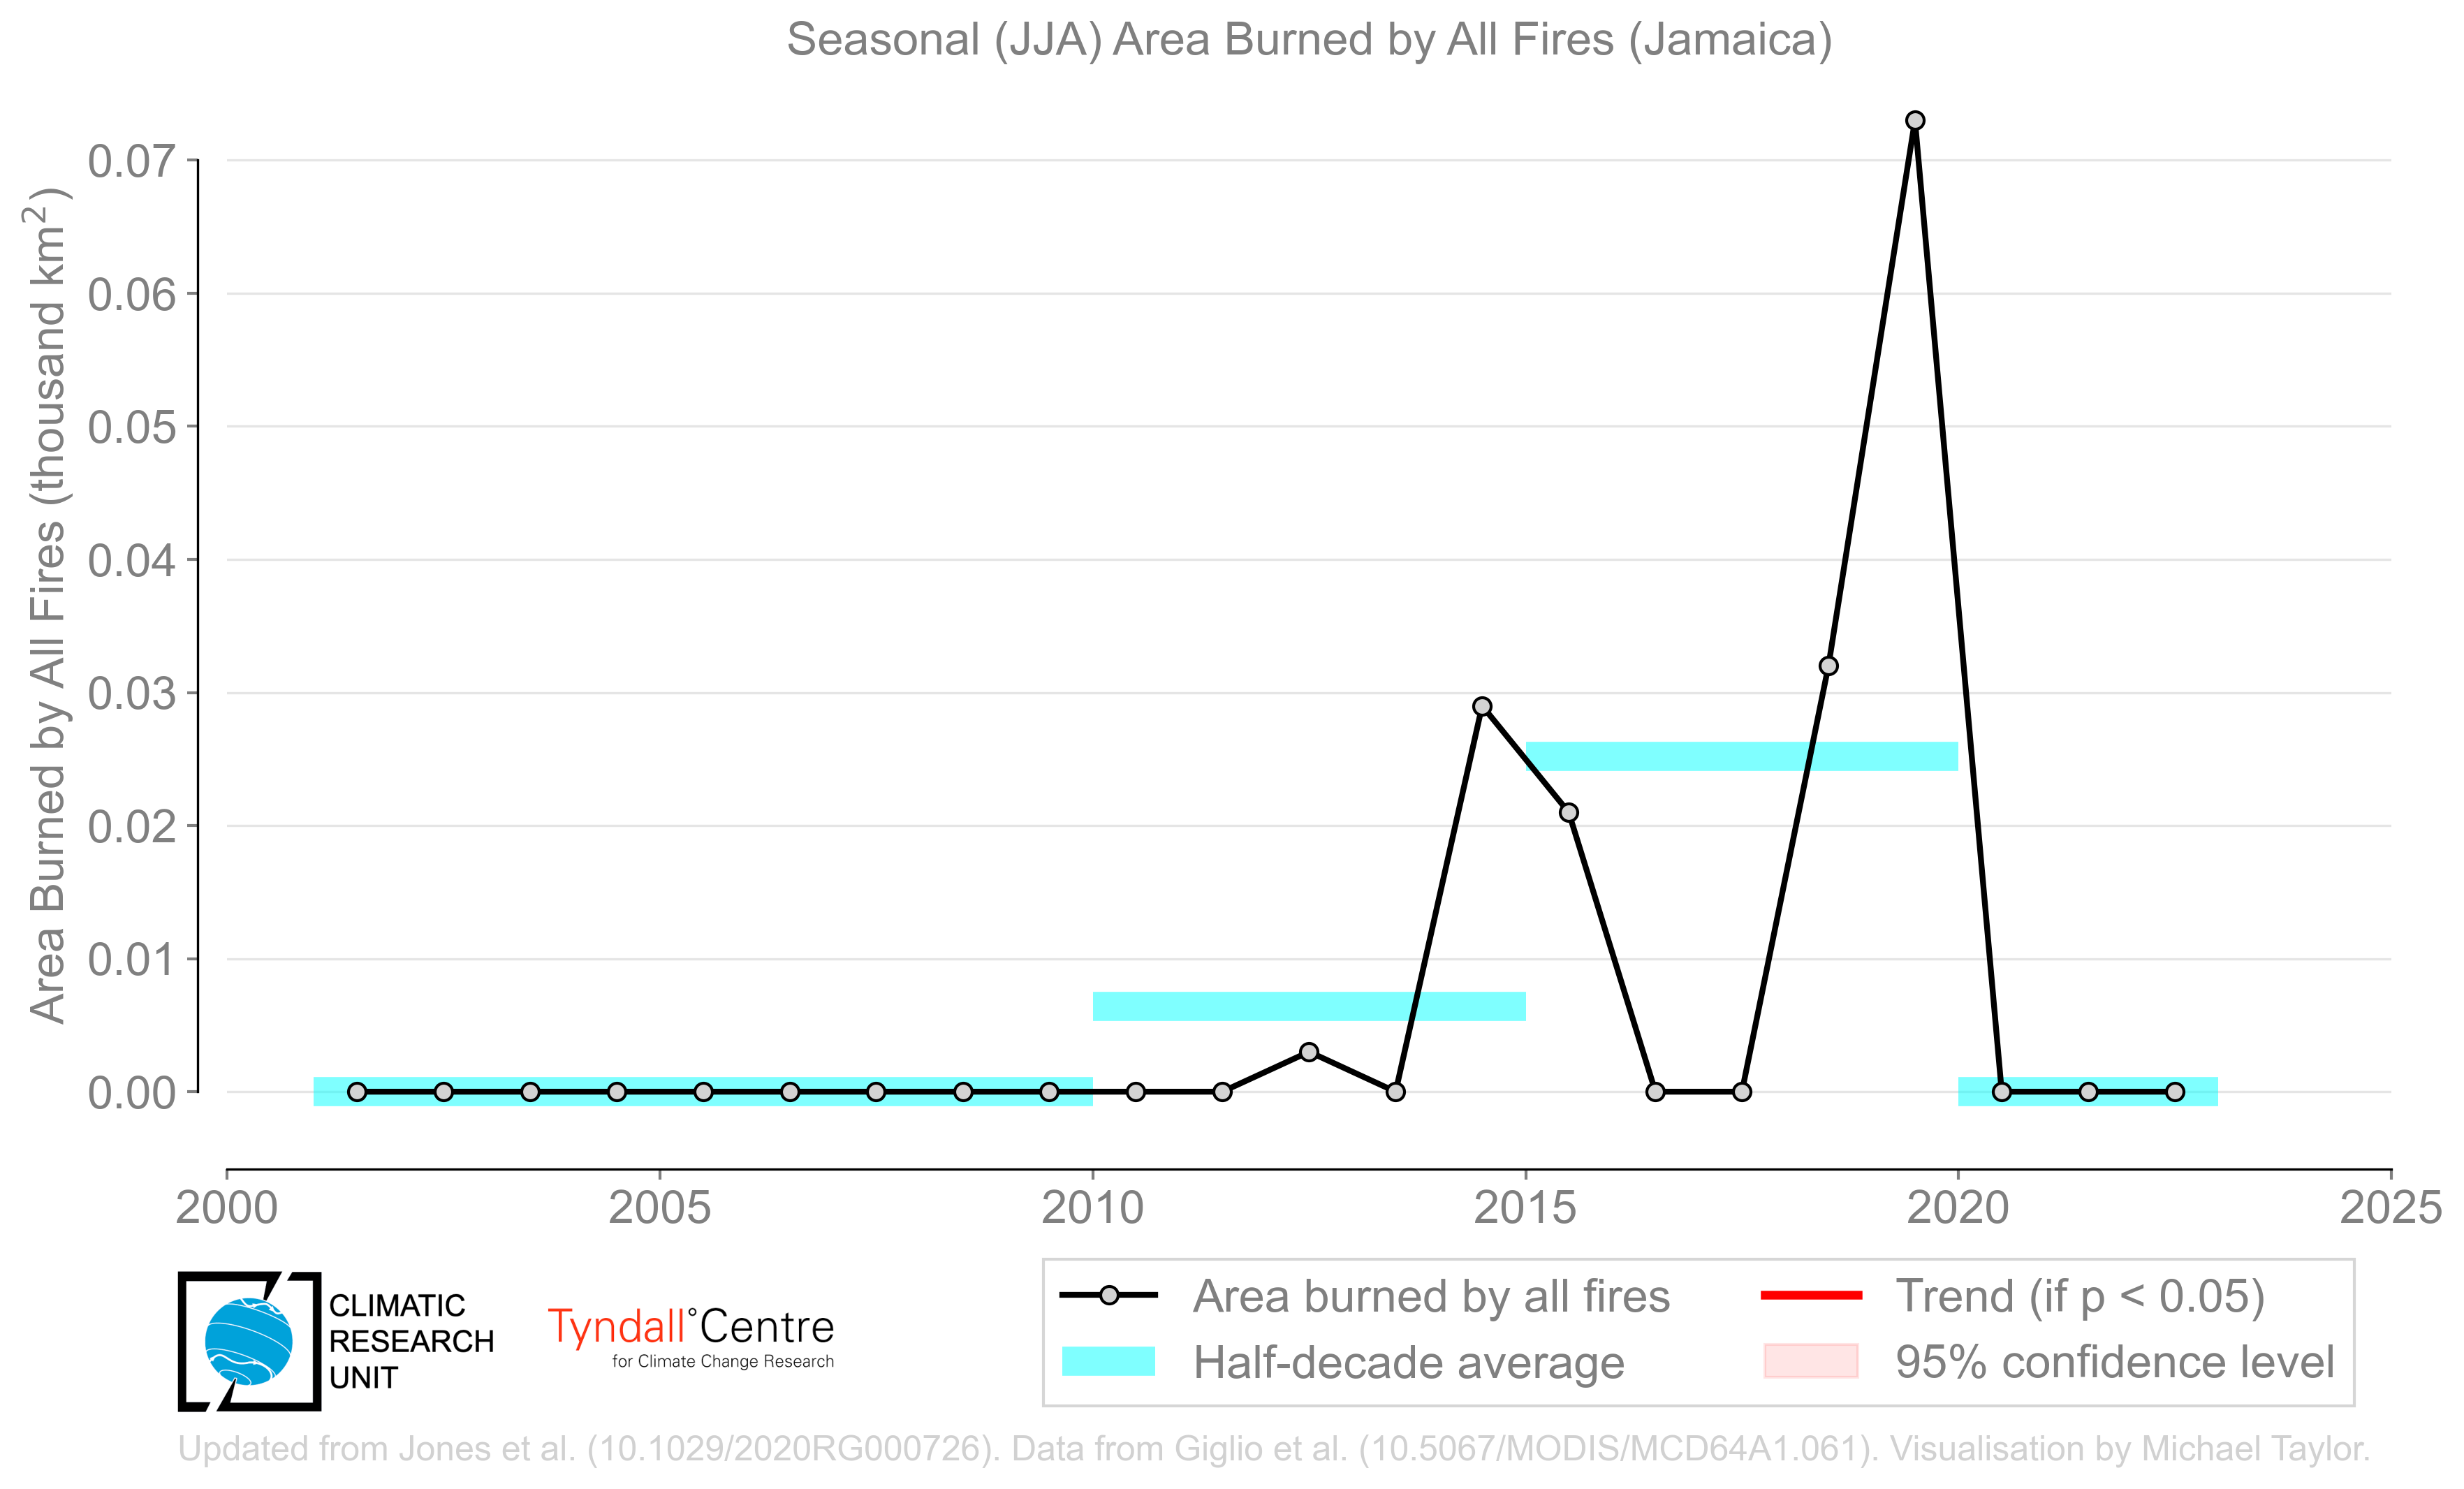 Seasonal (JJA) Area Burned by All Fires (Jamaica)
Area Burned by All Fires (thousand km²)
0.07
0.06
0.05
0.04
0.03
0.02
0.01
0.00
2000 2005 2010 2015 2020 2025
CLIMATIC
RESEARCH
UNIT
Tyndall°Centre
for Climate Change Research
Area burned by all fires
Half-decade average
Trend (if p < 0.05)
95% confidence level
Updated from Jones et al. (10.1029/2020RG000726). Data from Giglio et al. (10.5067/MODIS/MCD64A1.061). Visualisation by Michael Taylor.